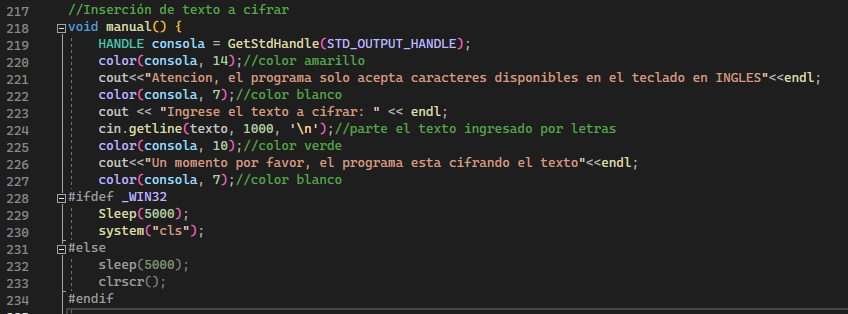 217 //Inserción de texto a cifrar
218 void manual() {
219 HANDLE consola = GetStdHandle(STD_OUTPUT_HANDLE);
220 color(consola, 14);//color amarillo
221 cout<<"Atencion, el programa solo acepta caracteres disponibles en el teclado en INGLES"<<endl;
222 color(consola, 7);//color blanco
223 cout << "Ingrese el texto a cifrar: " << endl;
224 cin.getline(texto, 1000, '\n');//parte el texto ingresado por letras
225 color(consola, 10);//color verde
226 cout<<"Un momento por favor, el programa esta cifrando el texto"<<endl;
227 color(consola, 7);//color blanco
228 #ifdef _WIN32
229 Sleep(5000);
230 system("cls");
231 #else
232 sleep(5000);
233 clrscr();
234 #endif